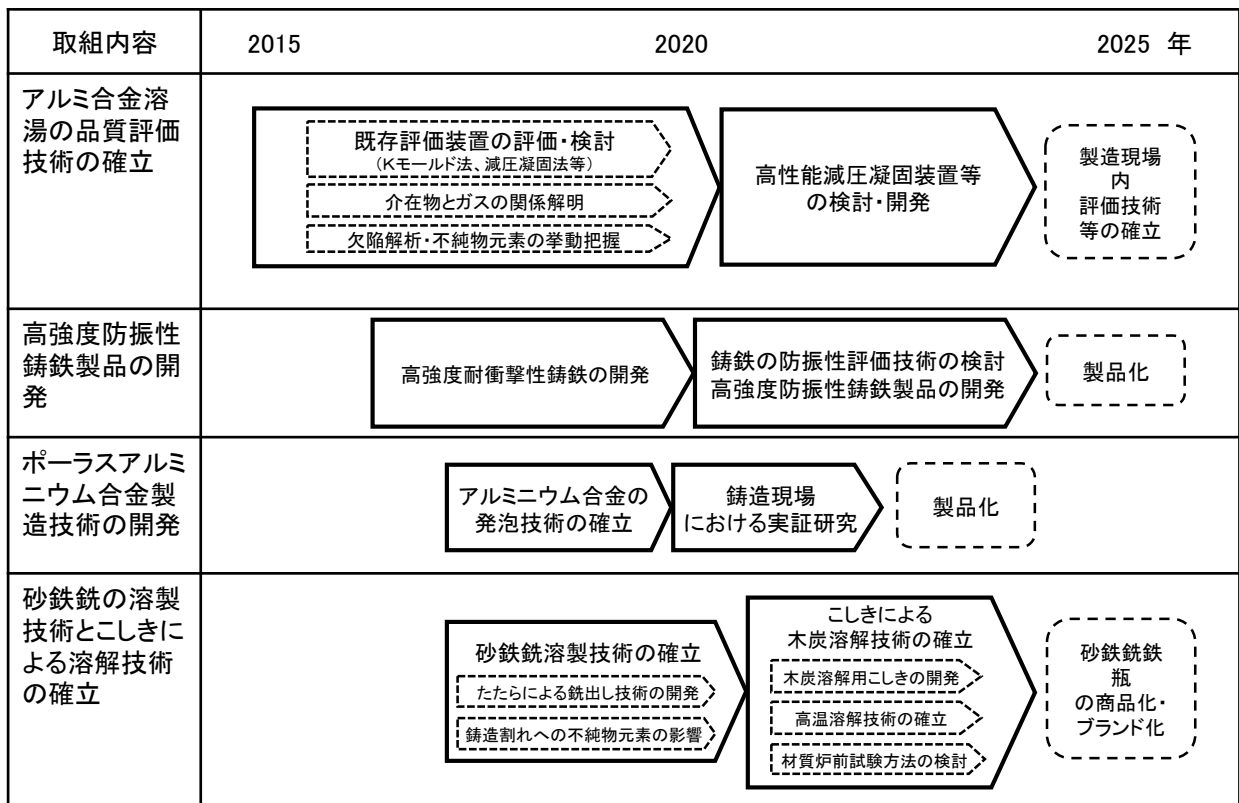 取組内容
2015
2020
2025 年
アルミ合金溶
湯の品質評価
技術の確立
既存評価装置の評価・検討
(Kモールド法、減圧凝固法等)
介在物とガスの関係解明
欠陥解析・不純物元素の挙動把握
高性能減圧凝固装置等
の検討・開発
製造現場
内
評価技術
等の確立
高強度防振性
鋳鉄製品の開
発
高強度耐衝撃性鋳鉄の開発
鋳鉄の防振性評価技術の検討
高強度防振性鋳鉄製品の開発
製品化
ポーラスアルミ
ニウム合金製
造技術の開発
アルミニウム合金の
発泡技術の確立
鋳造現場
における実証研究
製品化
砂鉄銑の溶製
技術とこしきに
よる溶解技術
の確立
砂鉄銑溶製技術の確立
たたらによる銑出し技術の開発
鋳造割れへの不純物元素の影響
こしきによる
木炭溶解技術の確立
木炭溶解用こしきの開発
高温溶解技術の確立
材質炉前試験方法の検討
砂鉄銑鉄
瓶
の商品化・
ブランド化